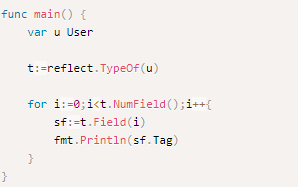 func main() {
    var u User
    t:=reflect.TypeOf(u)
    for i:=0;i<t.NumField();i++{
        sf:=t.Field(i)
        fmt.Println(sf.Tag)
    }
}